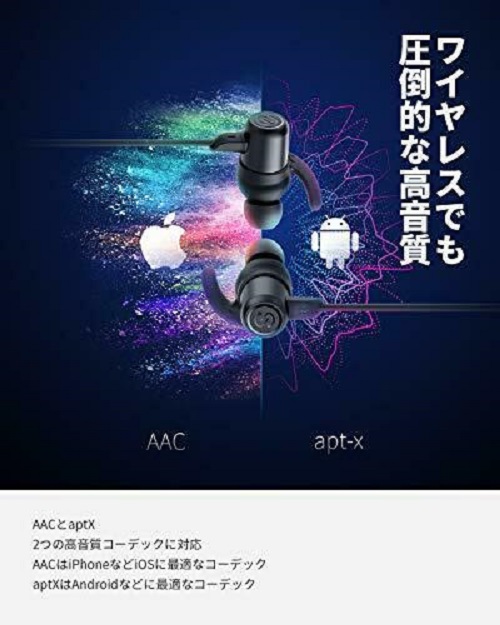 ワイヤレスでも
圧倒的な高音質
AAC
apt-x
AACとaptX
2つの高音質コーデックに対応
AACはiPhoneなどiOSに最適なコーデック
aptXはAndroidなどに最適なコーデック